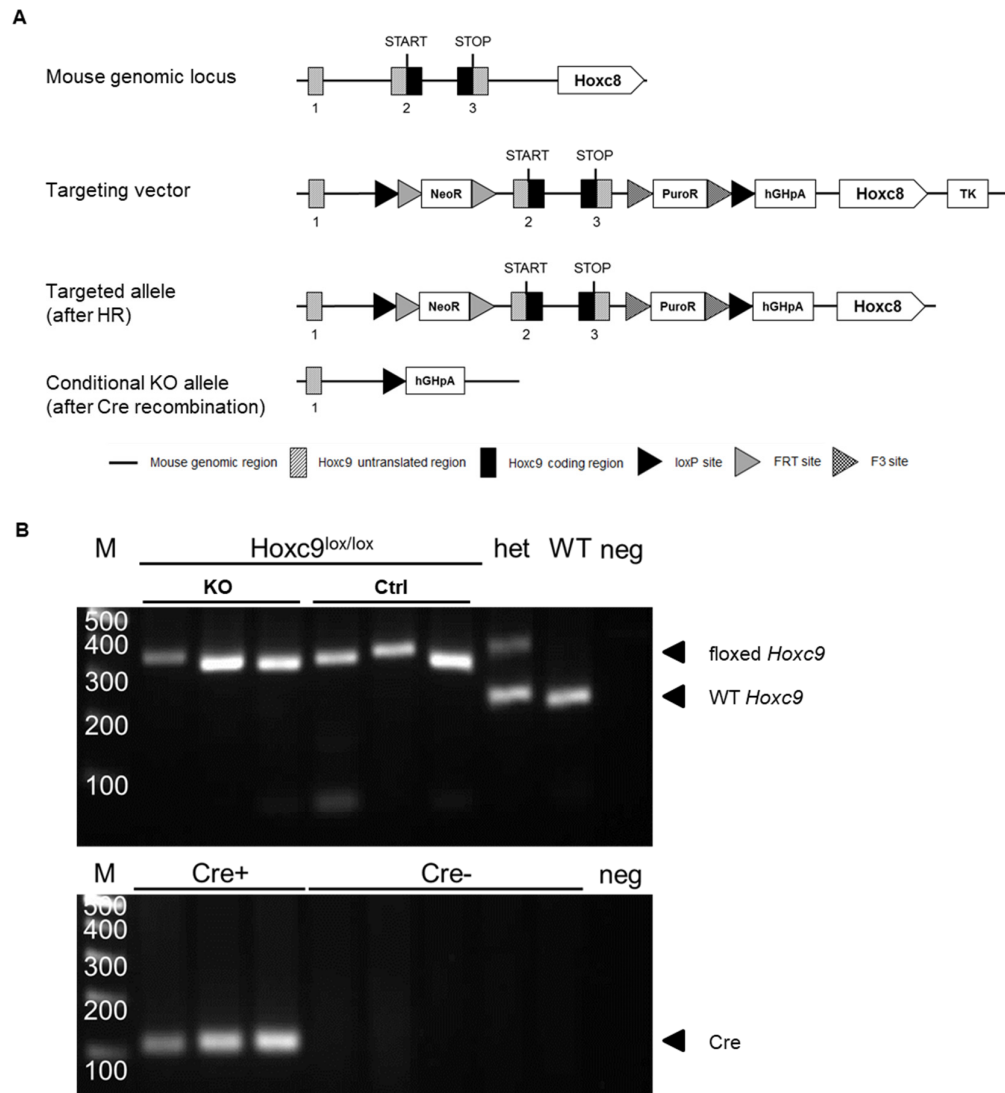 A
START STOP
Mouse genomic locus
Hoxc8
1 2 3
START STOP
Targeting vector
NeoR PuroR hGHpA Hoxc8 TK
1 2 3
START STOP
Targeted allele
(after HR)
NeoR PuroR hGHpA Hoxc8
1 2 3
Conditional KO allele
(after Cre recombination)
hGHpA
1
Mouse genomic region Hoxc9 untranslated region Hoxc9 coding region loxP site FRT site F3 site
B
M Hoxc9lox/lox het WT neg
KO Ctrl
500
400
300
200
100
floxed Hoxc9
WT Hoxc9
M Cre+ Cre- neg
500
400
300
200
100
Cre